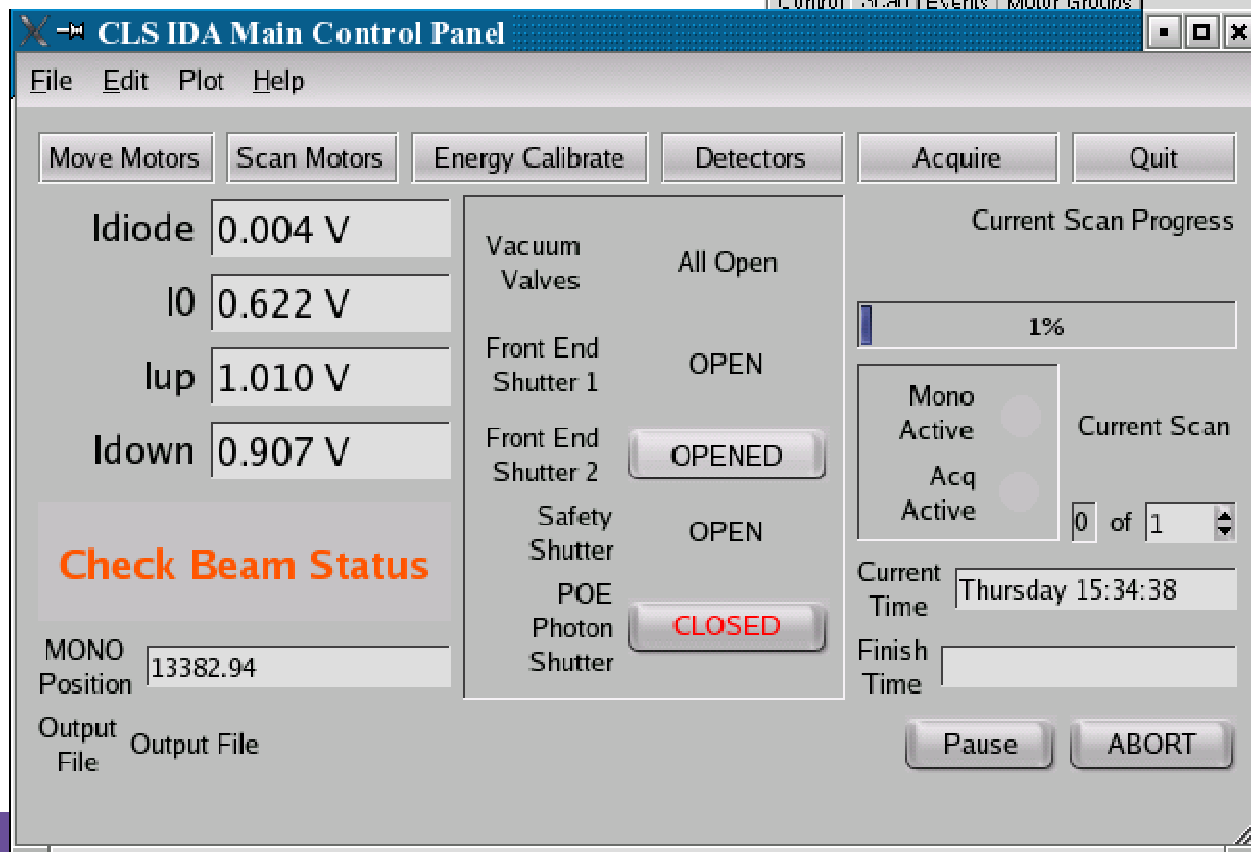 Control Scan Events Motor Groups
CLS IDA Main Control Panel
File Edit Plot Help
Move Motors Scan Motors Energy Calibrate Detectors Acquire Quit
Idiode 0.004 V
I0 0.622 V
Iup 1.010 V
Idown 0.907 V
Check Beam Status
MONO
Position 13382.94
Output
File Output File
Vacuum
Valves All Open
Front End
Shutter 1 OPEN
Front End
Shutter 2 OPENED
Safety
Shutter OPEN
POE
Photon
Shutter CLOSED
Current Scan Progress
1%
Mono
Active
Acq
Active
Current Scan
0 of 1
Current
Time Thursday 15:34:38
Finish
Time
Pause ABORT